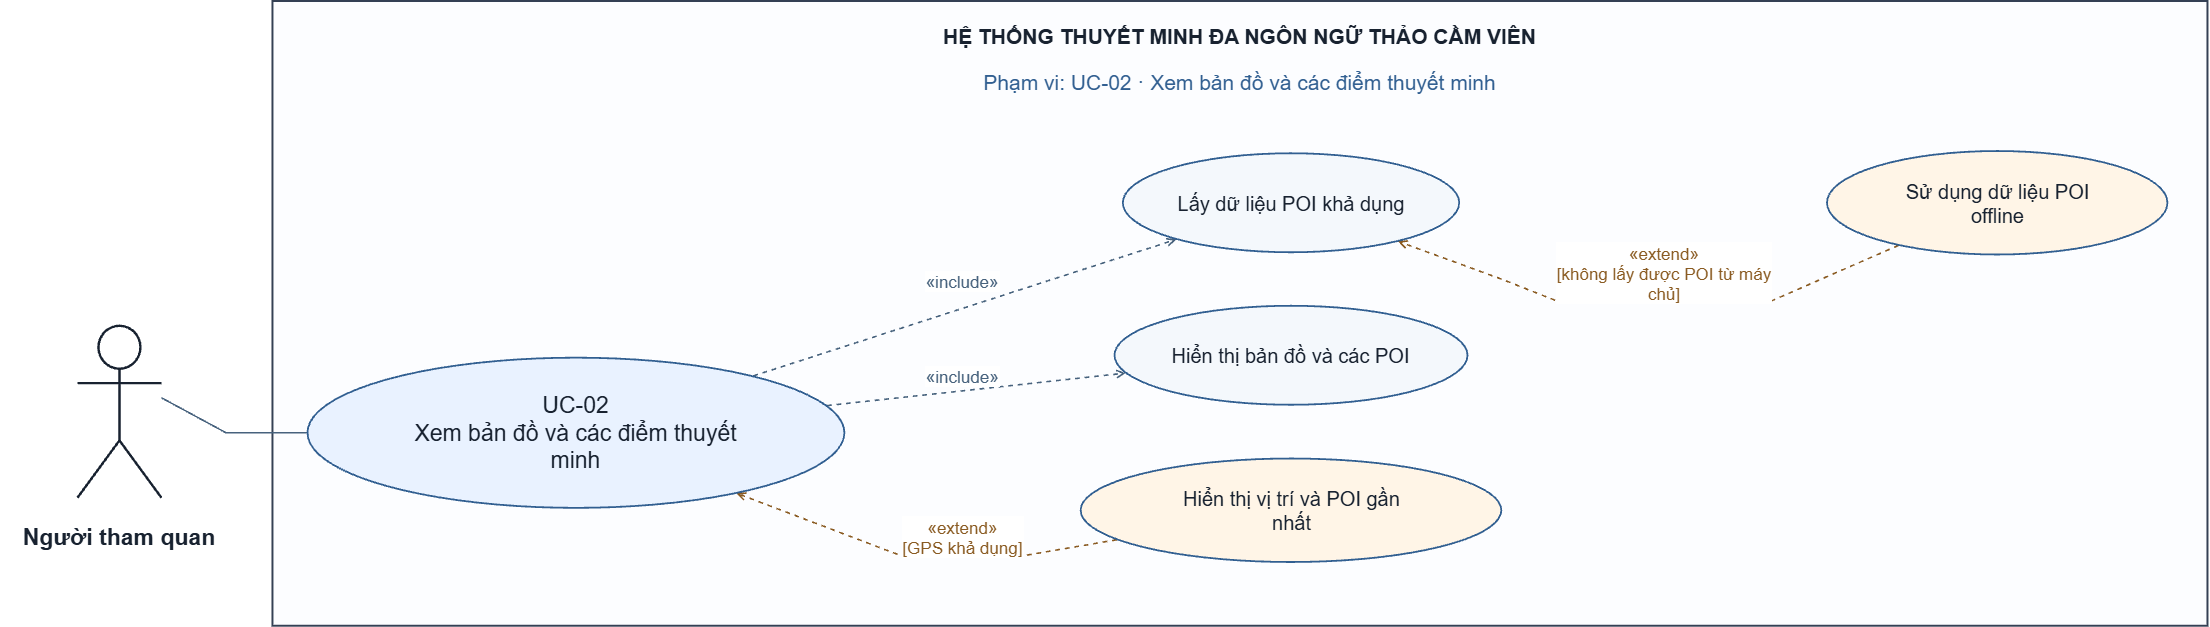 HỆ THỐNG THUYẾT MINH ĐA NGÔN NGỮ THẢO CẦM VIÊN
Phạm vi: UC-02 · Xem bản đồ và các điểm thuyết minh
Lấy dữ liệu POI khả dụng
Sử dụng dữ liệu POI
offline
«extend»
[không lấy được POI từ máy
chủ]
«include»
Hiển thị bản đồ và các POI
«include»
UC-02
Xem bản đồ và các điểm thuyết
minh
Hiển thị vị trí và POI gần
nhất
«extend»
[GPS khả dụng]
Người tham quan